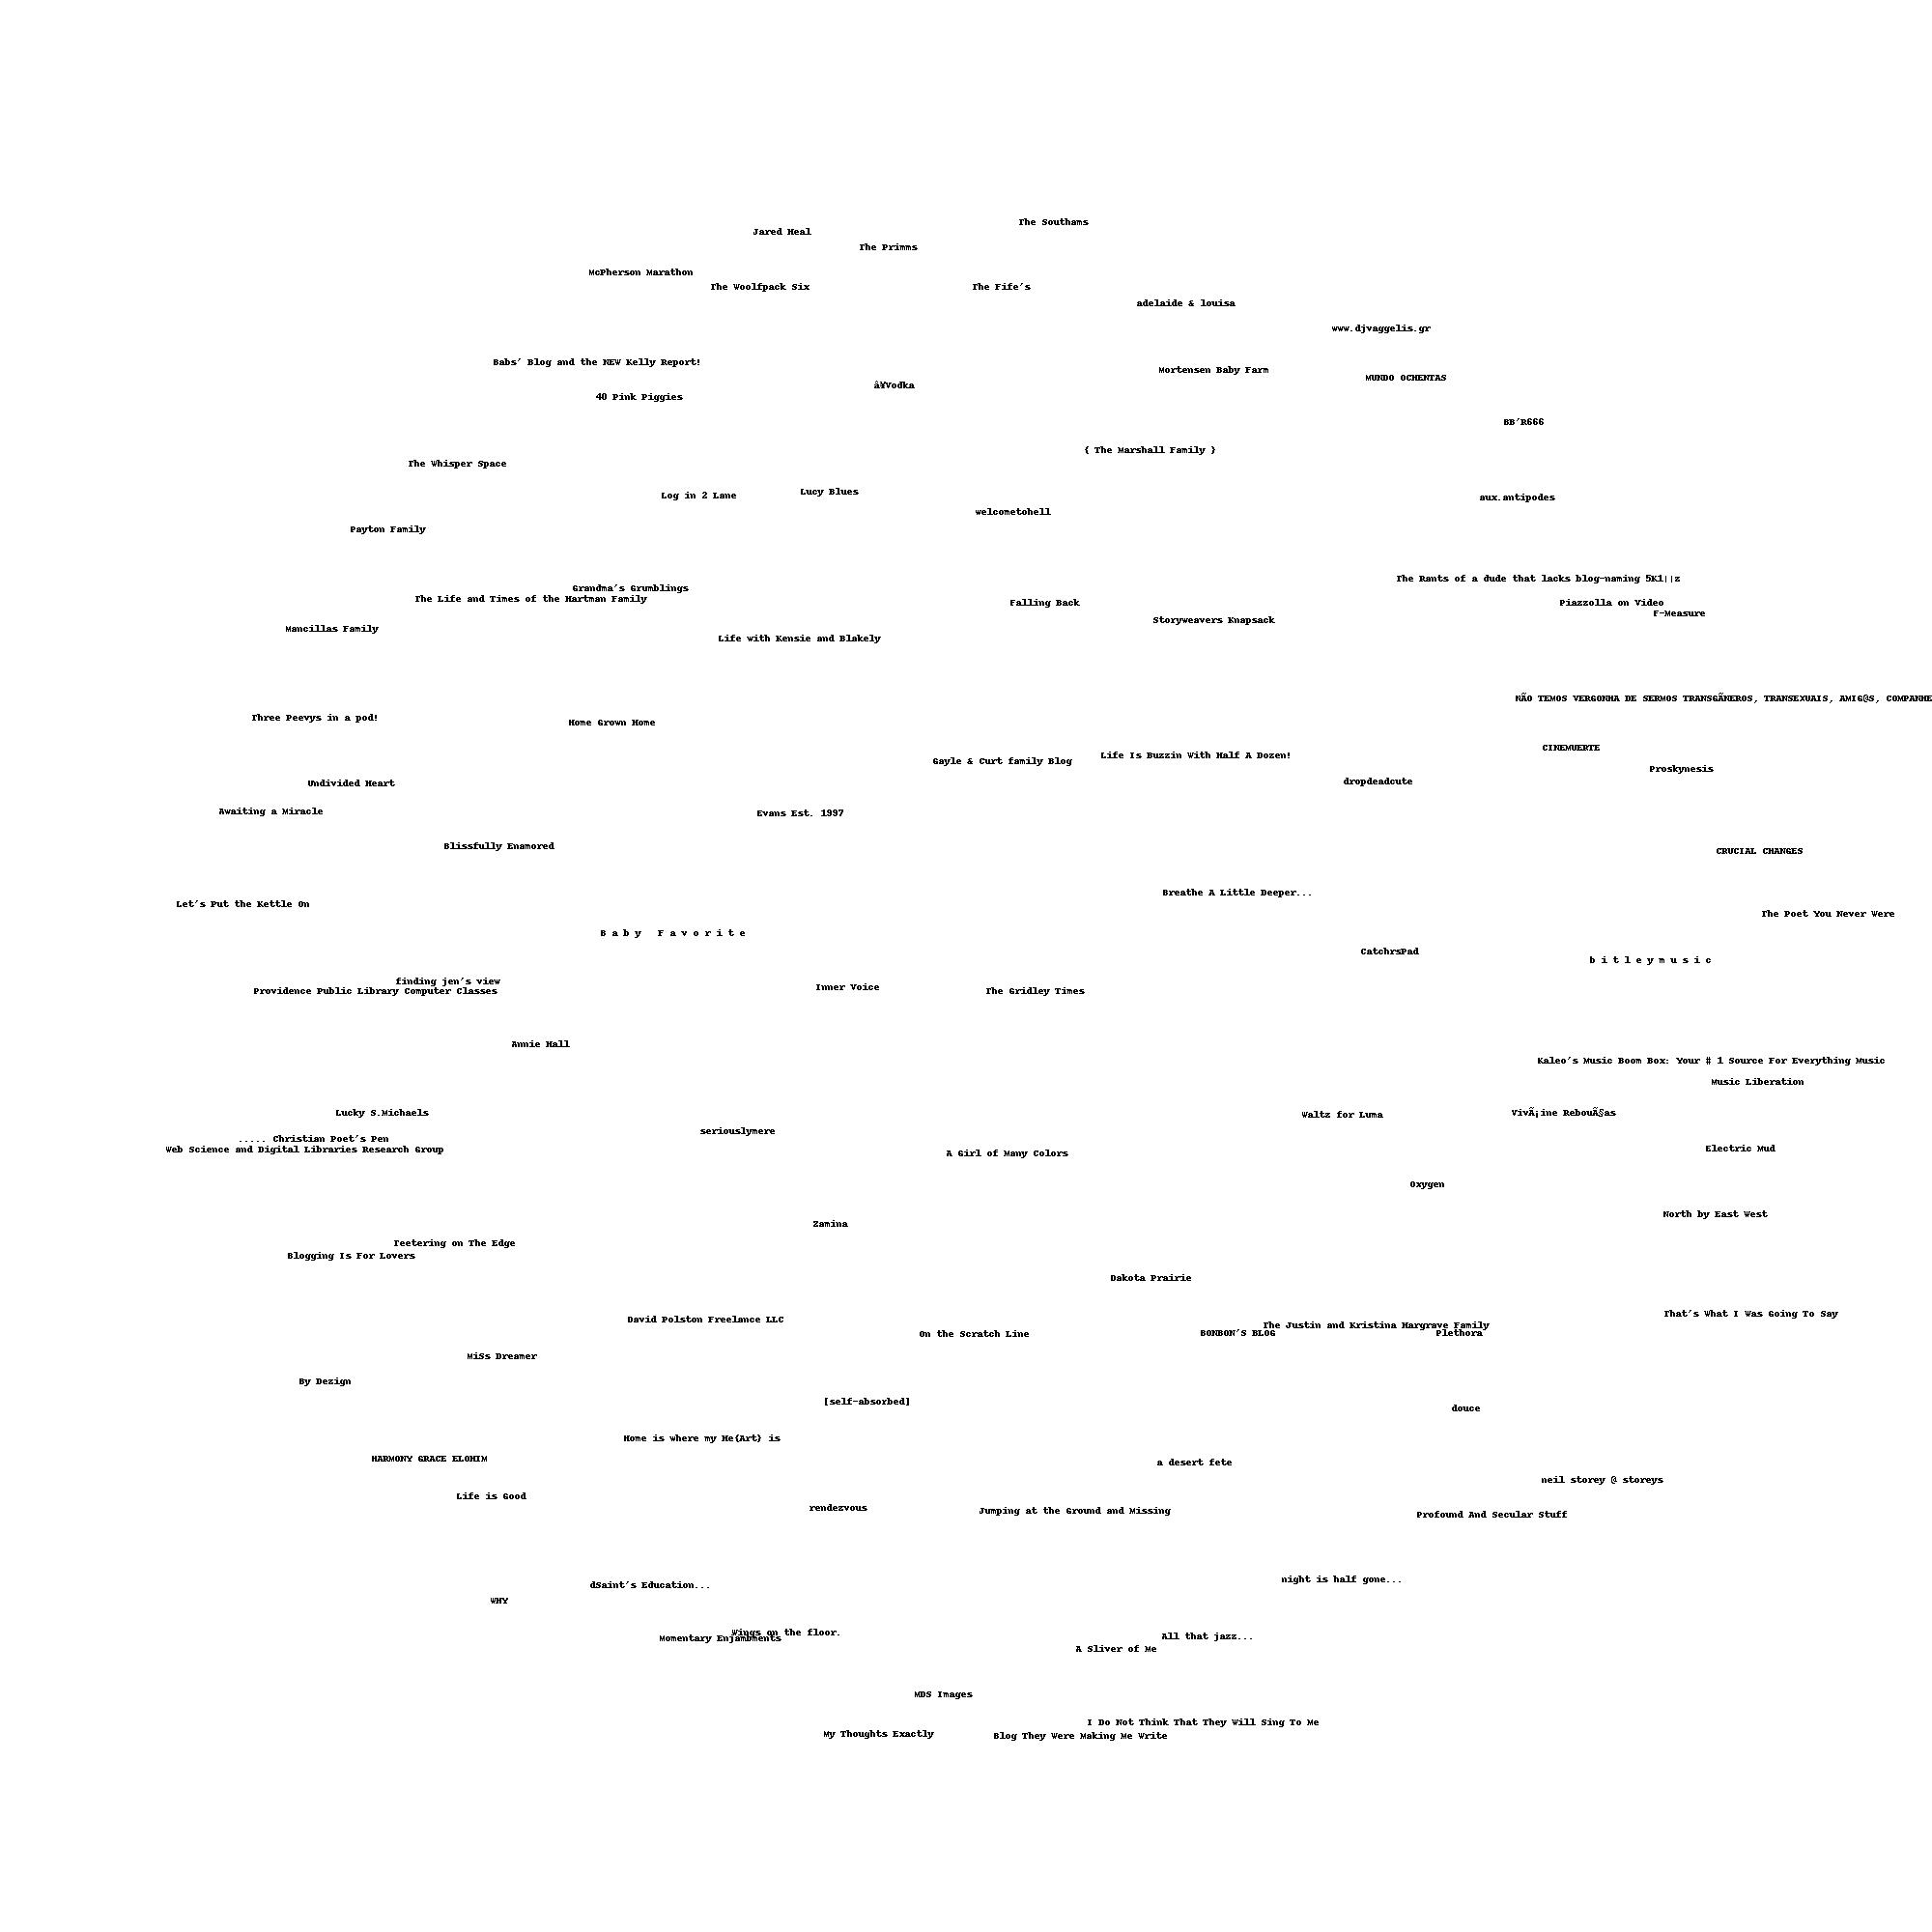 The Southams
Jared Heal
The Primms
McPherson Marathon
The Woolfpack Six
The Fife's
adelaide & louisa
www.djvaggelis.gr
Babs' Blog and the NEW Kelly Report!
Mortensen Baby Farm
MUNDO OCHENTAS
â¥Vodka
40 Pink Piggies
BB'R666
{ The Marshall Family }
The Whisper Space
Lucy Blues
Log in 2 Lane
aux.antipodes
welcometohell
Payton Family
The Rants of a dude that lacks blog-naming 5K1||z
Grandma's Grumblings
The Life and Times of the Hartman Family
Falling Back
Piazzolla on Video
F-Measure
Storyweavers Knapsack
Mancillas Family
Life with Kensie and Blakely
NÃO TEMOS VERGONHA DE SERMOS TRANSGÃNEROS, TRANSEXUAIS, AMIG@S, COMPANHE
Three Peevys in a pod!
Home Grown Home
CINEMUERTE
Life Is Buzzin With Half A Dozen!
Gayle & Curt family Blog
Proskynesis
dropdeadcute
Undivided Heart
Awaiting a Miracle
Evans Est. 1997
Blissfully Enamored
CRUCIAL CHANGES
Breathe A Little Deeper...
Let's Put the Kettle On
The Poet You Never Were
B a b y   F a v o r i t e
CatchrsPad
b i t l e y m u s i c
finding jen's view
Providence Public Library Computer Classes
Inner Voice
The Gridley Times
Annie Hall
Kaleo's Music Boom Box: Your # 1 Source For Everything Music
Music Liberation
Lucky S.Michaels
Waltz for Luma
VivÃ¡ine RebouÃ§as
seriouslymere
..... Christian Poet's Pen
Web Science and Digital Libraries Research Group
Electric Mud
A Girl of Many Colors
Oxygen
North by East West
Zamina
Teetering on The Edge
Blogging Is For Lovers
Dakota Prairie
That's What I Was Going To Say
David Polston Freelance LLC
The Justin and Kristina Hargrave Family
On the Scratch Line
BONBON'S BLOG
Plethora
MiSs Dreamer
By Dezign
[self-absorbed]
douce
Home is where my He{Art} is
HARMONY GRACE ELOHIM
a desert fete
neil storey @ storeys
Life is Good
rendezvous
Jumping at the Ground and Missing
Profound And Secular Stuff
night is half gone...
dSaint's Education...
WHY
Wings on the floor.
Momentary Enjambments
All that jazz...
A Sliver of Me
MDS Images
I Do Not Think That They Will Sing To Me
My Thoughts Exactly
Blog They Were Making Me Write